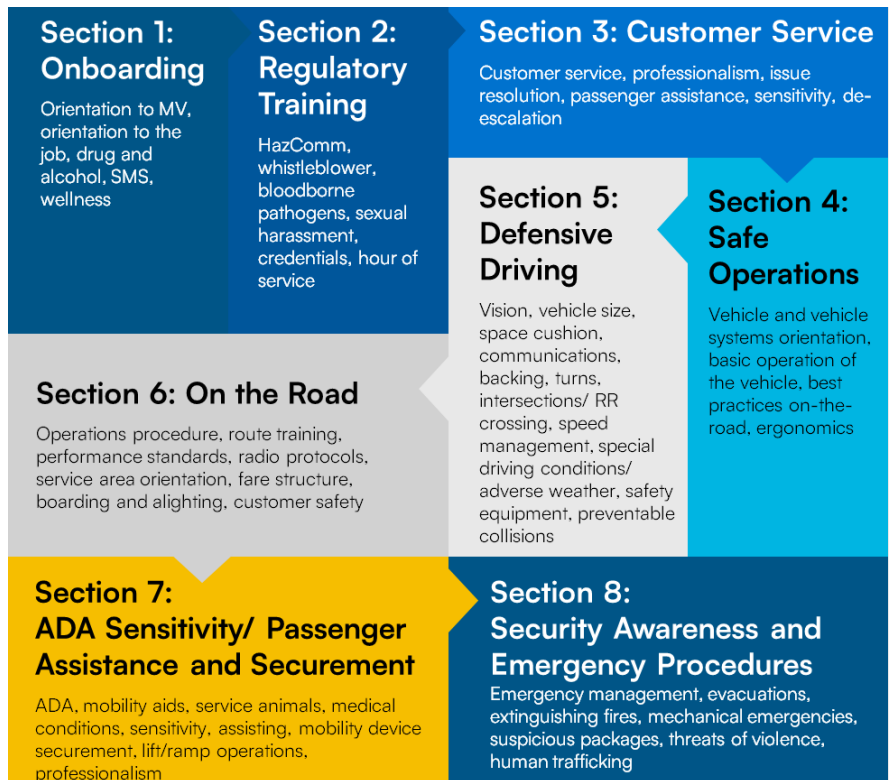 Section 1:
Onboarding
Orientation to MV,
orientation to the
job, drug and
alcohol, SMS,
wellness
Section 2:
Regulatory
Training
HazComm,
whistleblower,
bloodborne
pathogens, sexual
harassment,
credentials, hour of
service
Section 3: Customer Service
Customer service, professionalism, issue
resolution, passenger assistance, sensitivity, de-
escalation
Section 4:
Safe
Operations
Vehicle and vehicle
systems orientation,
basic operation of
the vehicle, best
practices on-the-
road, ergonomics
Section 5:
Defensive
Driving
Vision, vehicle size,
space cushion,
communications,
backing, turns,
intersections/ RR
crossing, speed
management, special
driving conditions/
adverse weather, safety
equipment, preventable
collisions
Section 6: On the Road
Operations procedure, route training,
performance standards, radio protocols,
service area orientation, fare structure,
boarding and alighting, customer safety
Section 7:
ADA Sensitivity/ Passenger
Assistance and Securement
ADA, mobility aids, service animals, medical
conditions, sensitivity, assisting, mobility device
securement, lift/ramp operations,
professionalism
Section 8:
Security Awareness and
Emergency Procedures
Emergency management, evacuations,
extinguishing fires, mechanical emergencies,
suspicious packages, threats of violence,
human trafficking